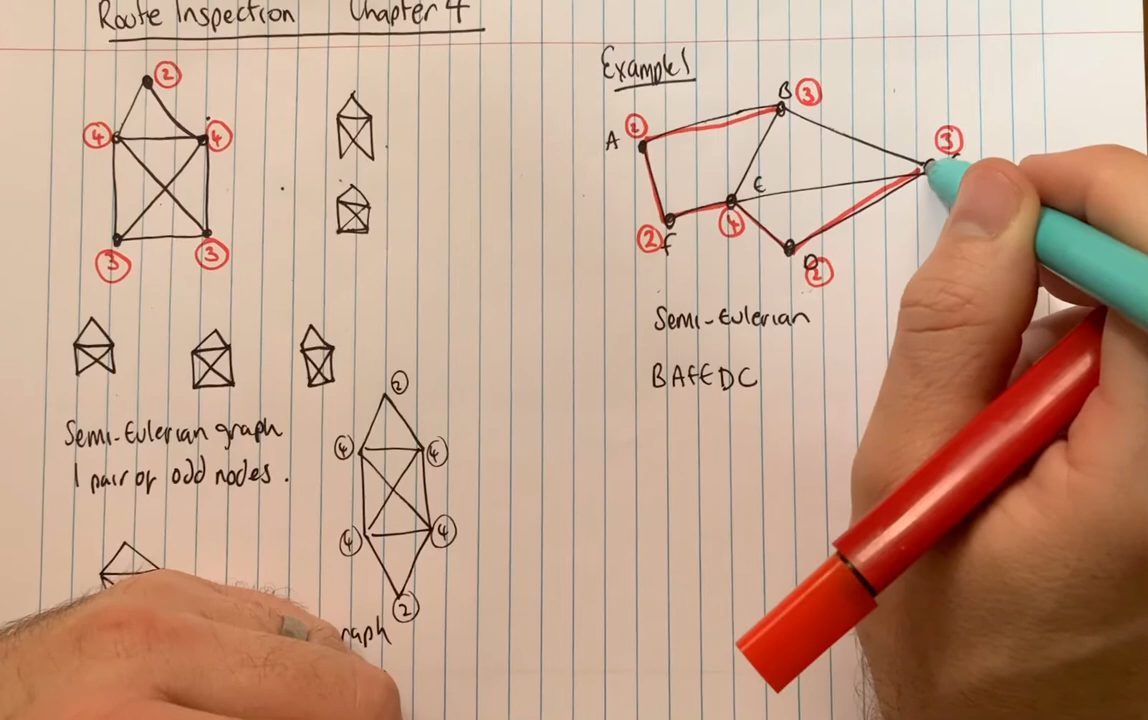 Route Inspection Chapter 4
②
④ ④
③ ③
Semi-Eulerian graph
1 pair of odd nodes.
②
④ ④
④ ④
②
raph
Example 1
B ③
A ②
③
E
④
② F
D
②
Semi-Eulerian
BAFEDC